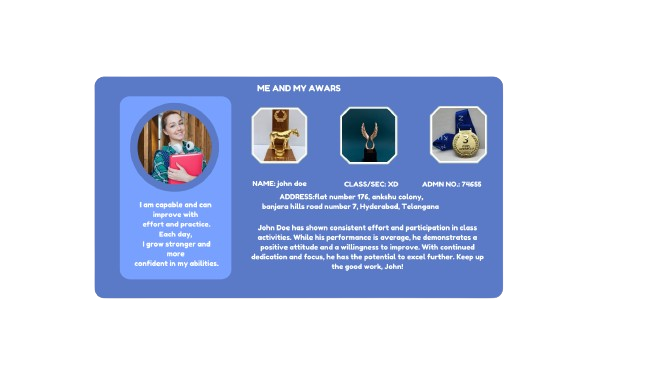 ME AND MY AWARS
I am capable and can
improve with
effort and practice.
Each day,
I grow stronger and
more
confident in my abilities.
NAME: john doe
CLASS/SEC: XD
ADMN NO.: 74655
ADDRESS:flat number 176, ankshu colony,
banjara hills road number 7, Hyderabad, Telangana
John Doe has shown consistent effort and participation in class
activities. While his performance is average, he demonstrates a
positive attitude and a willingness to improve. With continued
dedication and focus, he has the potential to excel further. Keep up
the good work, John!